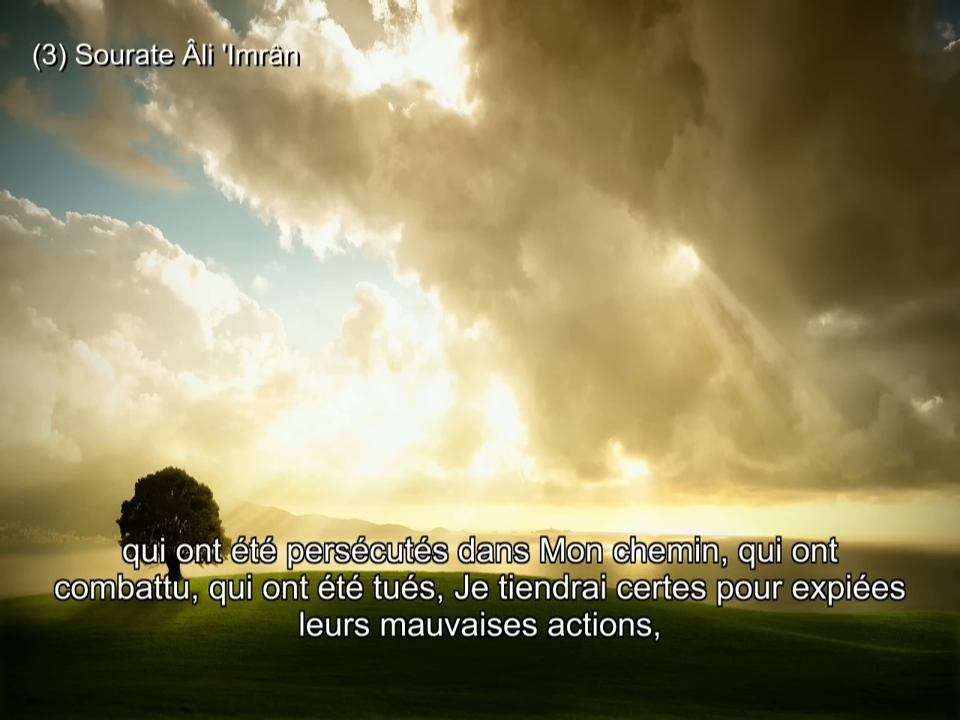 (3) Sourate Âli 'Imrân
qui ont été persécutés dans Mon chemin, qui ont
combattu, qui ont été tués, Je tiendrai certes pour expiées
leurs mauvaises actions,